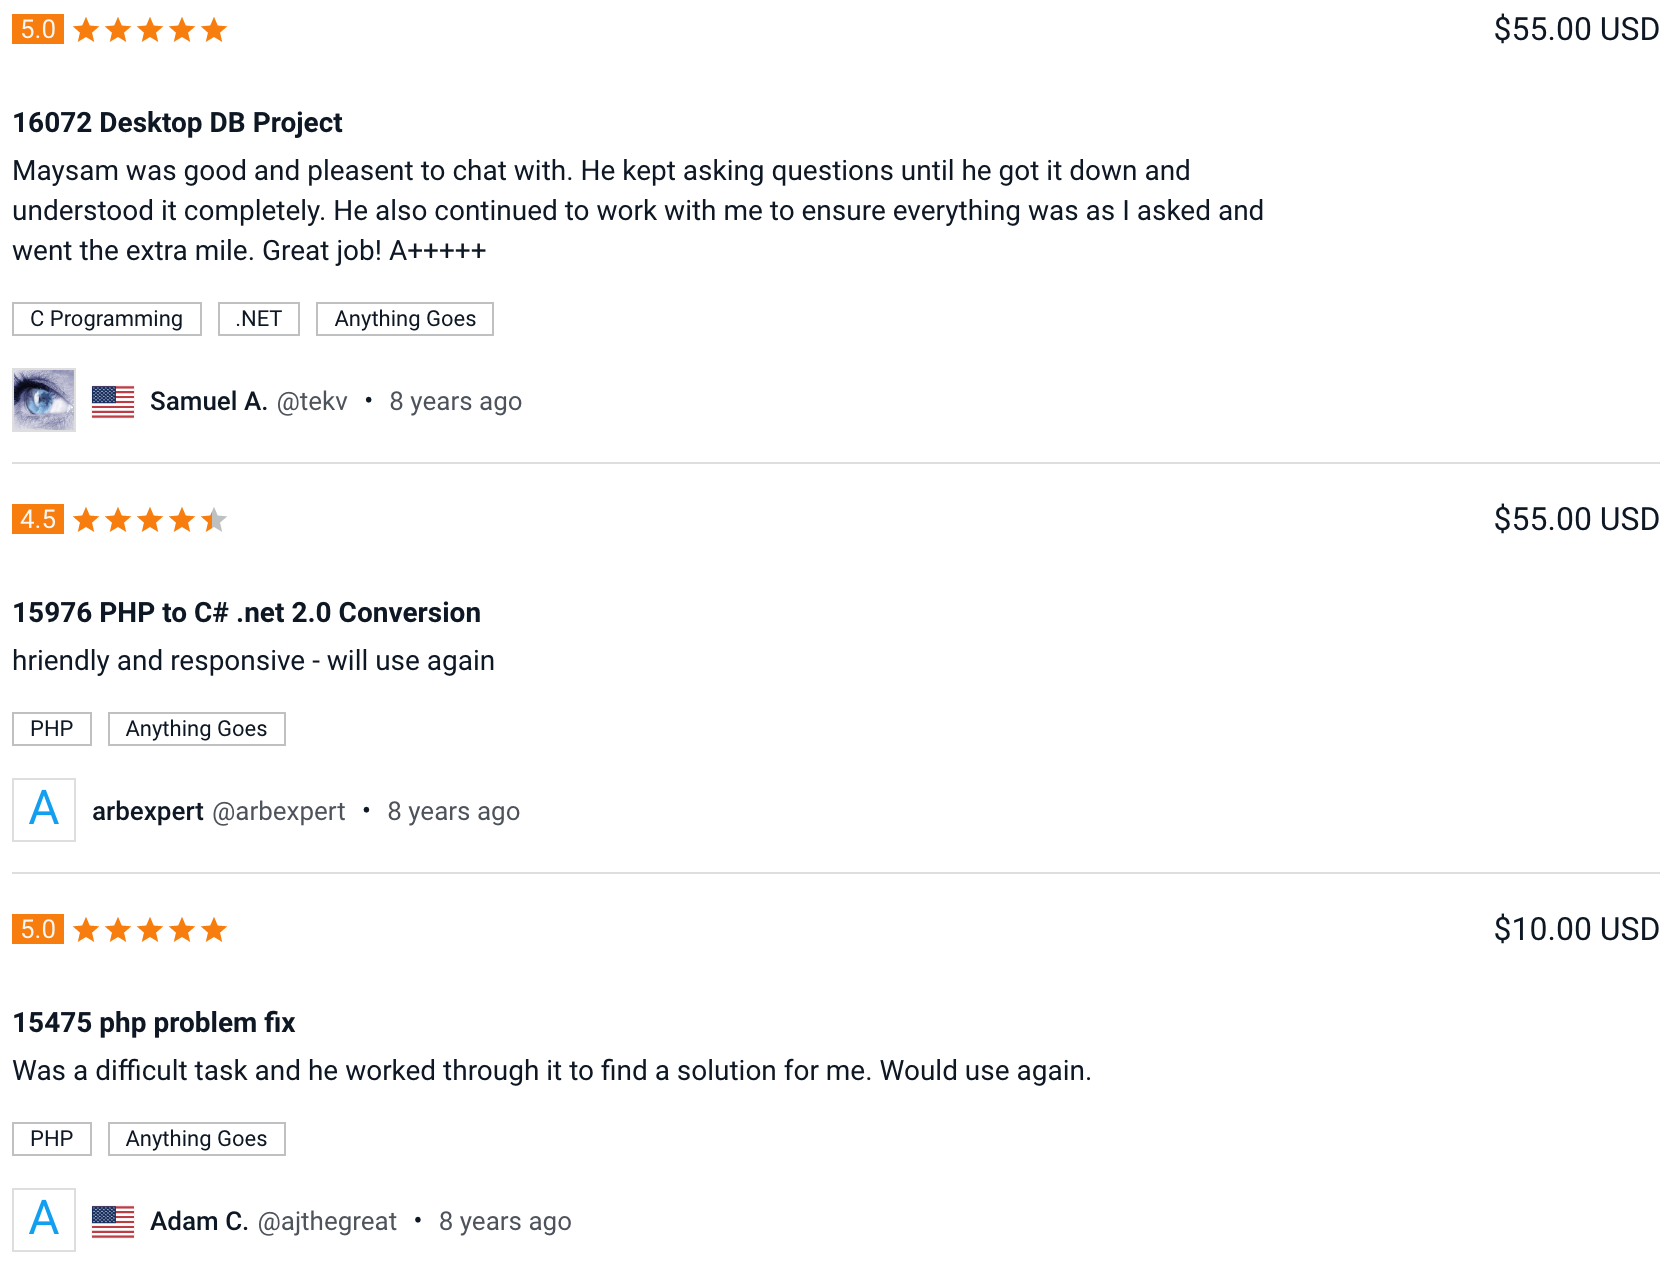 5.0 $55.00 USD
16072 Desktop DB Project
Maysam was good and pleasent to chat with. He kept asking questions until he got it down and
understood it completely. He also continued to work with me to ensure everything was as I asked and
went the extra mile. Great job! A+++++
C Programming .NET Anything Goes
Samuel A. @tekv • 8 years ago
4.5 $55.00 USD
15976 PHP to C# .net 2.0 Conversion
hriendly and responsive - will use again
PHP Anything Goes
A arbexpert @arbexpert • 8 years ago
5.0 $10.00 USD
15475 php problem fix
Was a difficult task and he worked through it to find a solution for me. Would use again.
PHP Anything Goes
A Adam C. @ajthegreat • 8 years ago